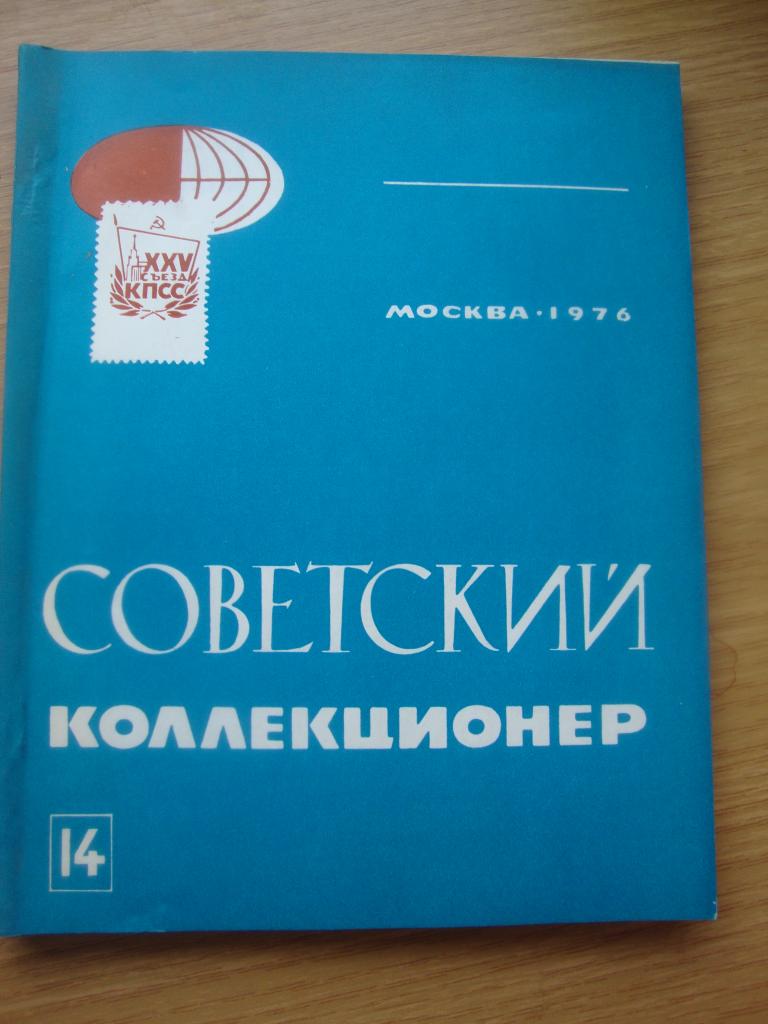 XXV
СЪЕЗД
КПСС
МОСКВА·1976
СОВЕТСКИЙ
КОЛЛЕКЦИОНЕР
14